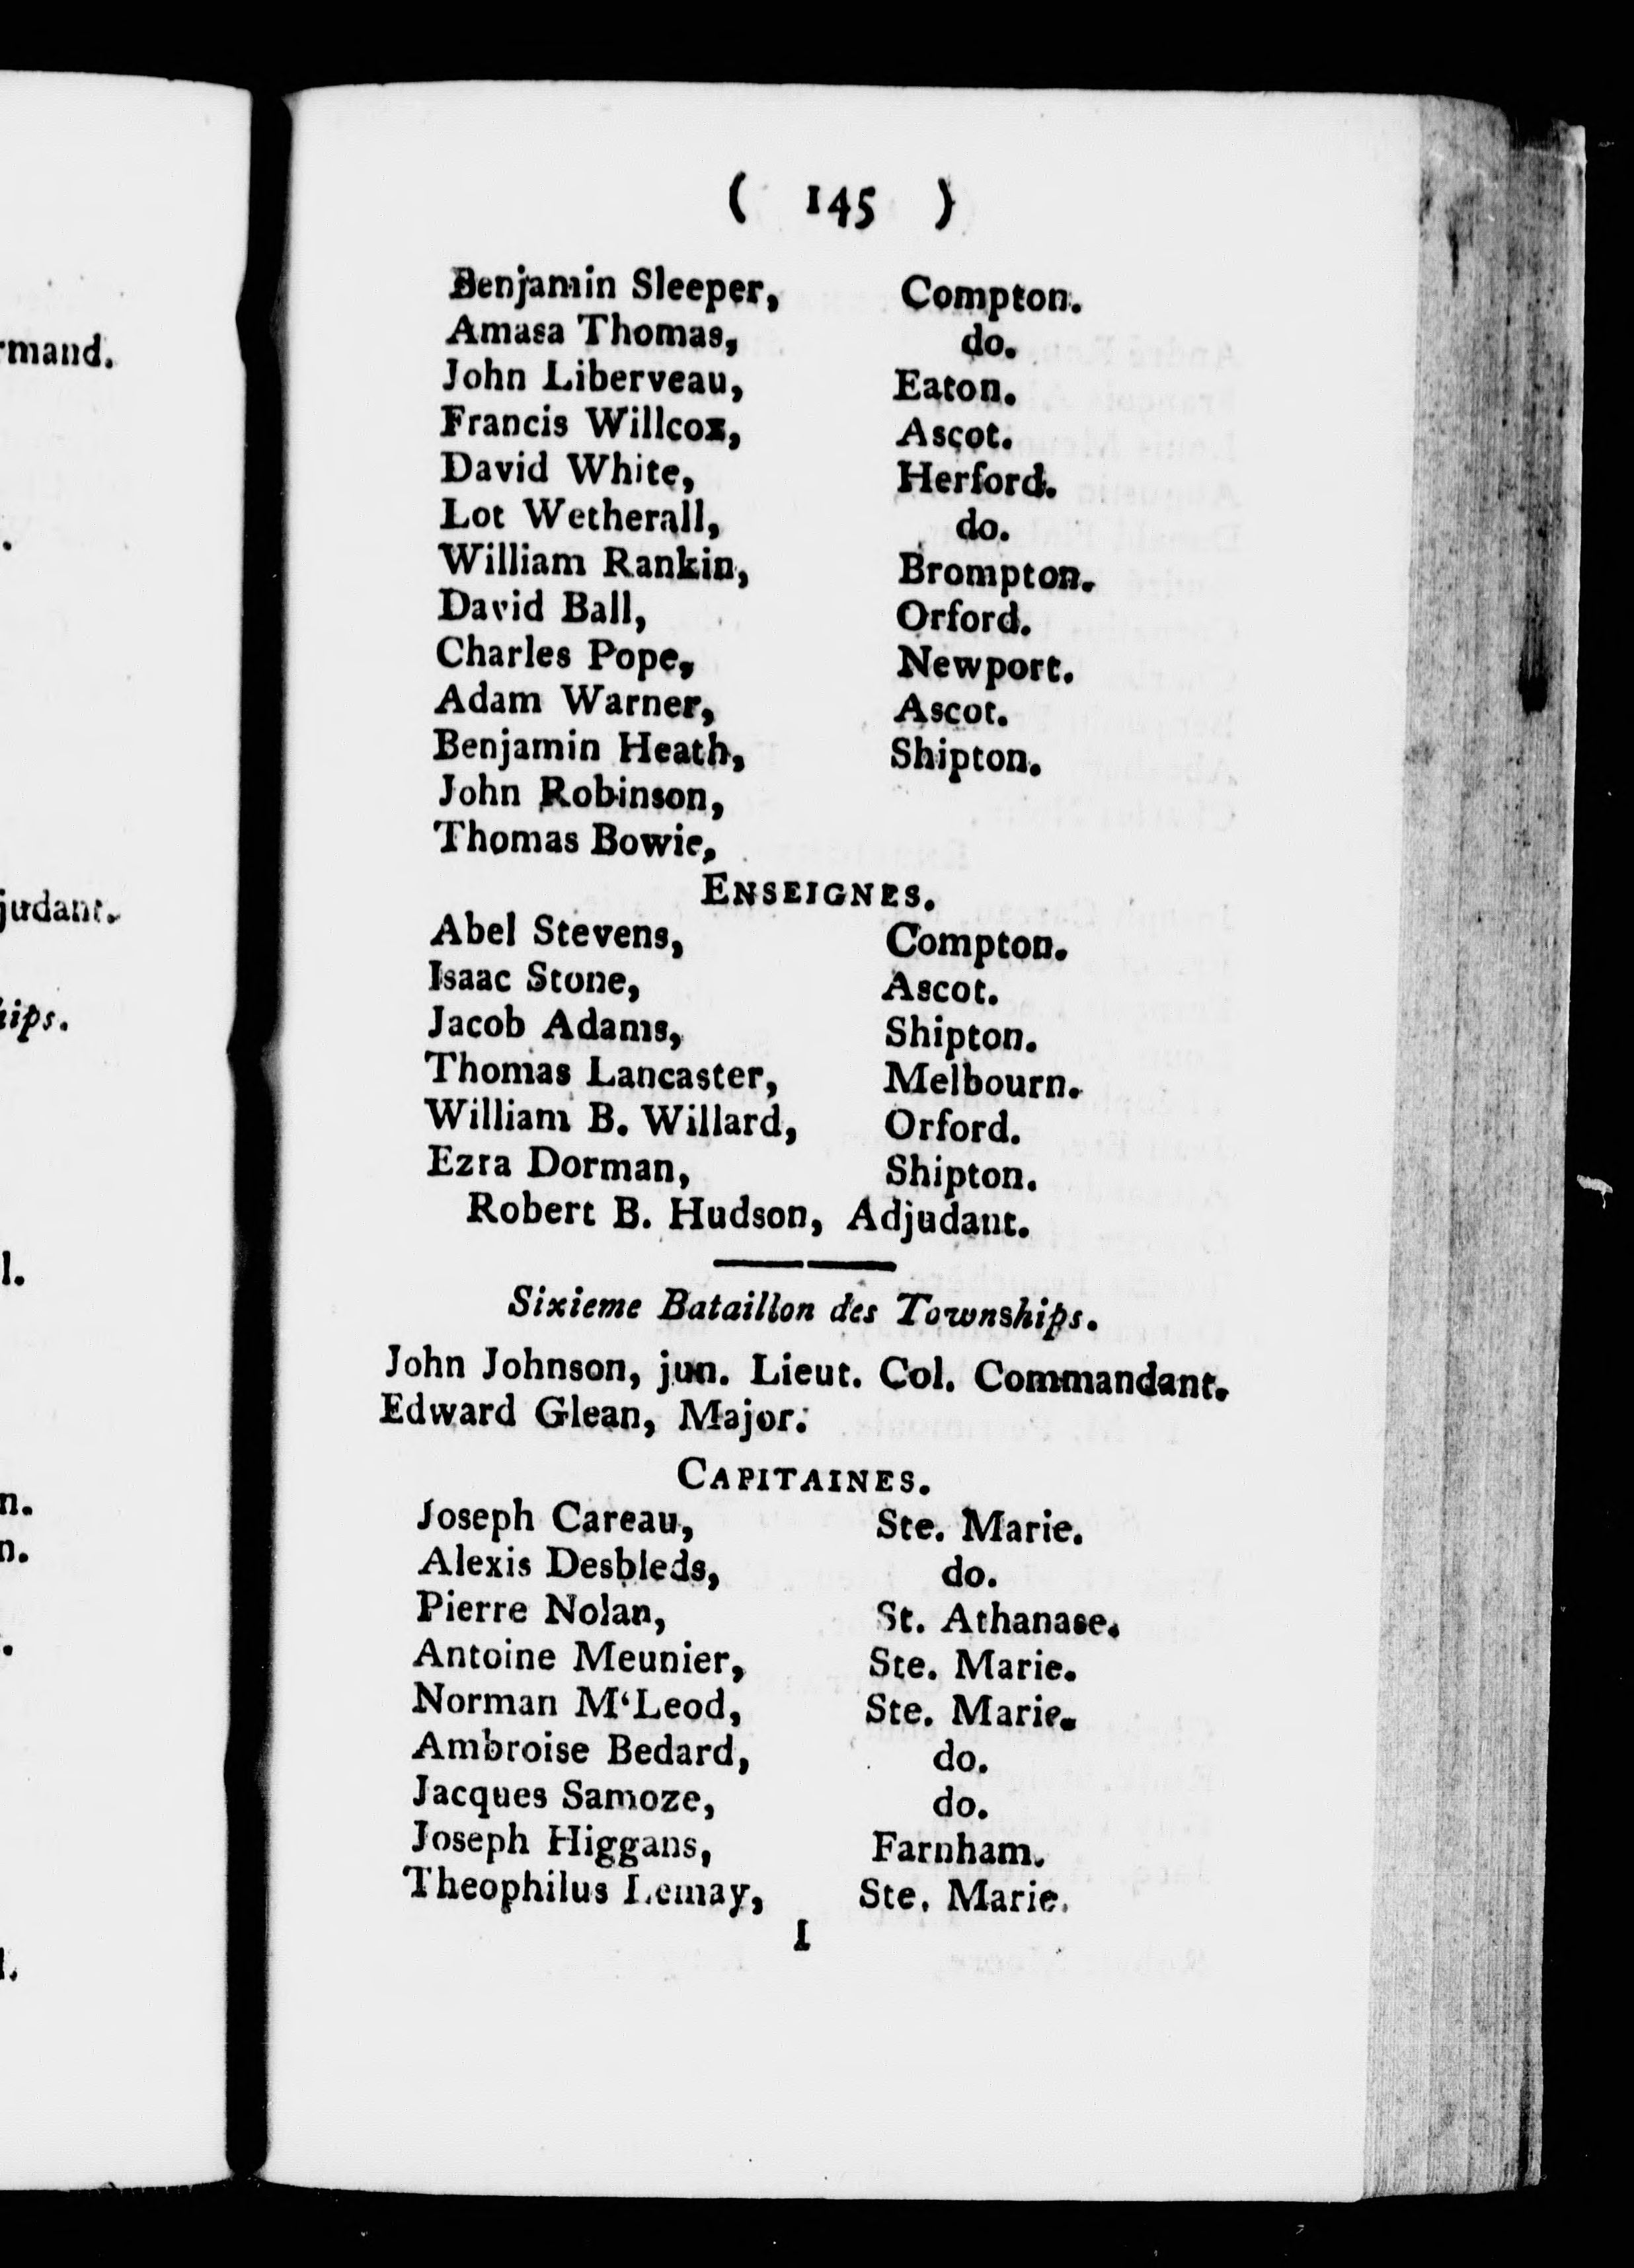 rmand.
judant.
hips.
l.
n.
n.
( 145 )
Benjamin Sleeper, Compton.
Amasa Thomas, do.
John Liberveau, Eaton.
Francis Willcox, Ascot.
David White, Herford.
Lot Wetherall, do.
William Rankin, Brompton.
David Ball, Orford.
Charles Pope, Newport.
Adam Warner, Ascot.
Benjamin Heath, Shipton.
John Robinson,
Thomas Bowie,
ENSEIGNES.
Abel Stevens, Compton.
Isaac Stone, Ascot.
Jacob Adams, Shipton.
Thomas Lancaster, Melbourn.
William B. Willard, Orford.
Ezra Dorman, Shipton.
Robert B. Hudson, Adjudant.
Sixieme Bataillon des Townships.
John Johnson, jun. Lieut. Col. Commandant.
Edward Glean, Major.
CAPITAINES.
Joseph Careau, Ste. Marie.
Alexis Desbleds, do.
Pierre Nolan, St. Athanase.
Antoine Meunier, Ste. Marie.
Norman M‘Leod, Ste. Marie.
Ambroise Bedard, do.
Jacques Samoze, do.
Joseph Higgans, Farnham.
Theophilus Lemay, Ste. Marie.
I